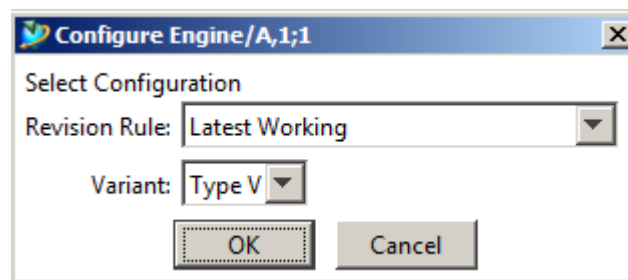 Configure Engine/A,1;1
Select Configuration
Revision Rule: Latest Working
Variant: Type V
OK Cancel